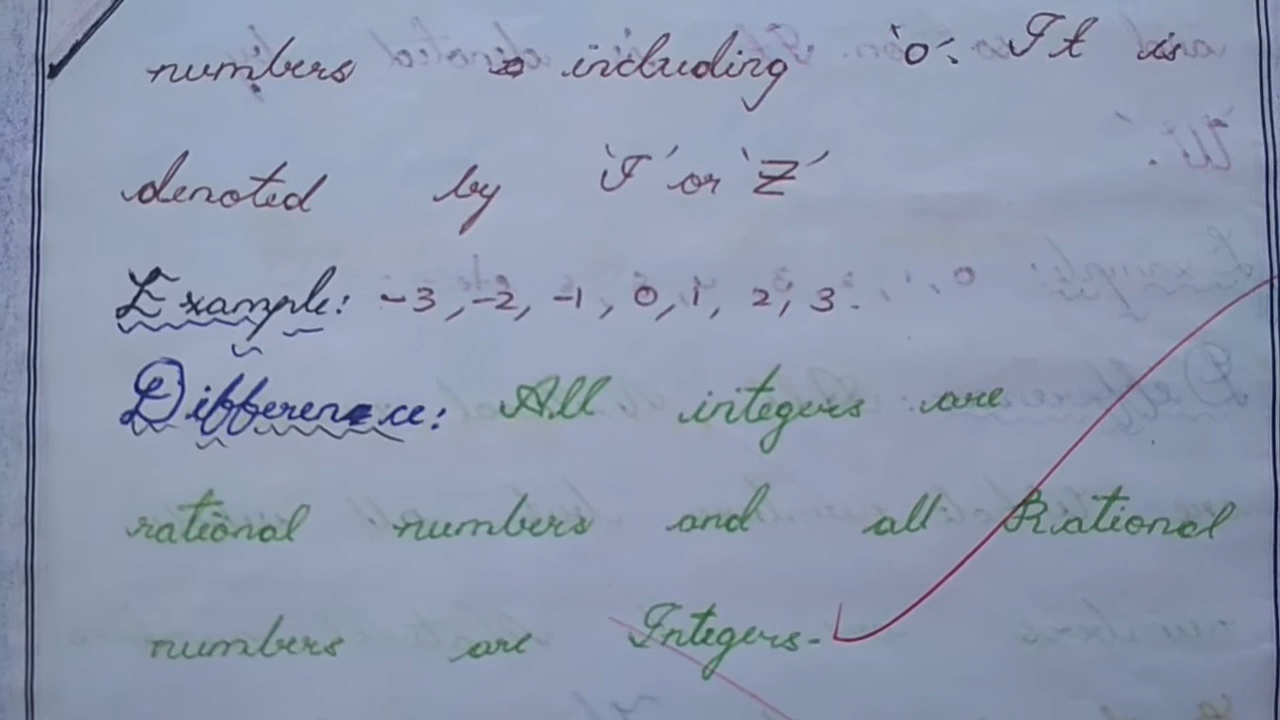 numbers including '0'. It is
denoted by 'I' or 'Z'
Example: -3, -2, -1, 0, 1, 2, 3.
Difference: All integers are
rational numbers and all Rational
numbers are Integers.